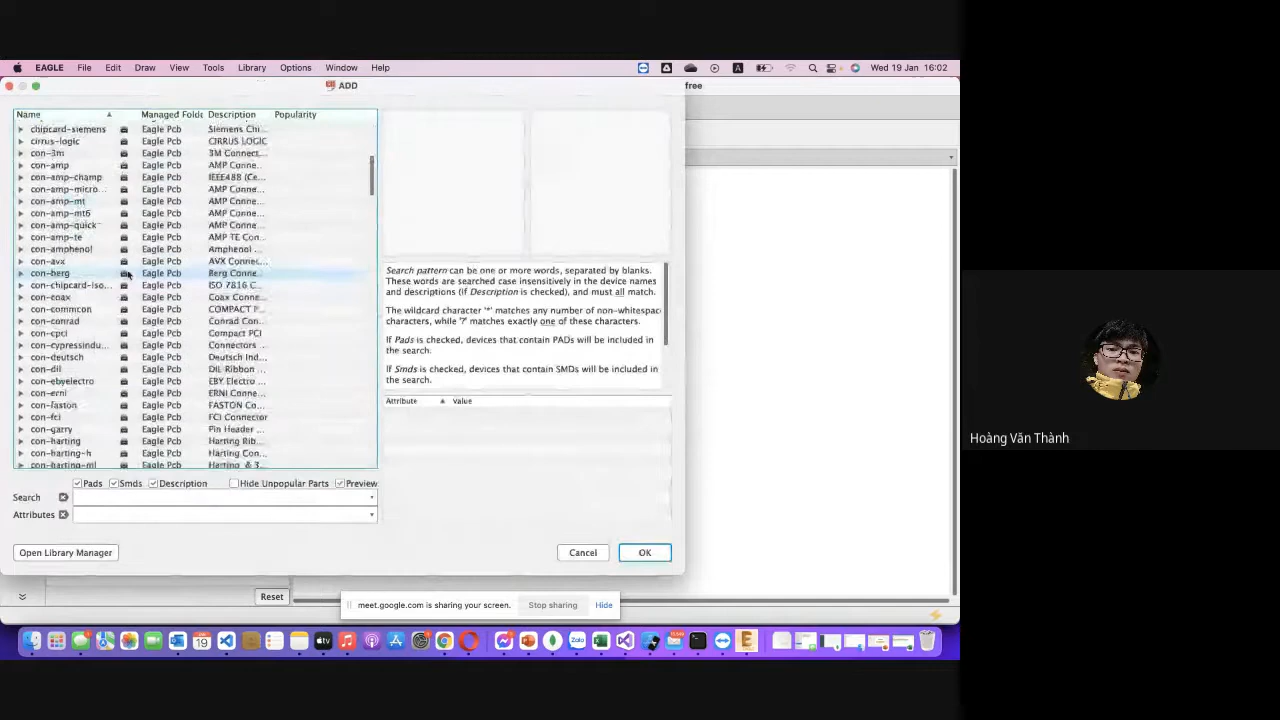 EAGLE File Edit Draw View Tools Library Options Window Help
A Wed 19 Jan 16:02
ADD
free
Name Managed Folde Description Popularity
chipcard-siemens Eagle Pcb Siemens Chi...
cirrus-logic Eagle Pcb CIRRUS LOGIC
con-3m Eagle Pcb 3M Connect...
con-amp Eagle Pcb AMP Conne...
con-amp-champ Eagle Pcb IEEE488 (Ce...
con-amp-micro... Eagle Pcb AMP Conne...
con-amp-mt Eagle Pcb AMP Conne...
con-amp-mt6 Eagle Pcb AMP Conne...
con-amp-quick Eagle Pcb AMP Conne...
con-amp-te Eagle Pcb AMP TE Con...
con-amphenol Eagle Pcb Amphenol ...
con-avx Eagle Pcb AVX Connec...
con-berg Eagle Pcb Berg Conne...
con-chipcard-iso... Eagle Pcb ISO 7816 C...
con-coax Eagle Pcb Coax Conne...
con-commcon Eagle Pcb COMPACT P...
con-conrad Eagle Pcb Conrad Con...
con-cpci Eagle Pcb Compact PCI
con-cypressindu... Eagle Pcb Connectors ...
con-deutsch Eagle Pcb Deutsch Ind...
con-dil Eagle Pcb DIL Ribbon ...
con-ebyelectro Eagle Pcb EBY Electro ...
con-erni Eagle Pcb ERNI Conne...
con-faston Eagle Pcb FASTON Co...
con-fci Eagle Pcb FCI Connector
con-garry Eagle Pcb Pin Header ...
con-harting Eagle Pcb Harting Rib...
con-harting-h Eagle Pcb Harting Con...
con-harting-ml Eagle Pcb Harting & 3...
Search pattern can be one or more words, separated by blanks.
These words are searched case insensitively in the device names
and descriptions (if Description is checked), and must all match.
The wildcard character '*' matches any number of non-whitespac
characters, while '?' matches exactly one of these characters.
If Pads is checked, devices that contain PADs will be included in
the search.
If Smds is checked, devices that contain SMDs will be included in
the search.
Attribute Value
Pads Smds Description Hide Unpopular Parts Preview
Search
Attributes
Open Library Manager Cancel OK
Reset
meet.google.com is sharing your screen. Stop sharing Hide
Hoàng Văn Thành